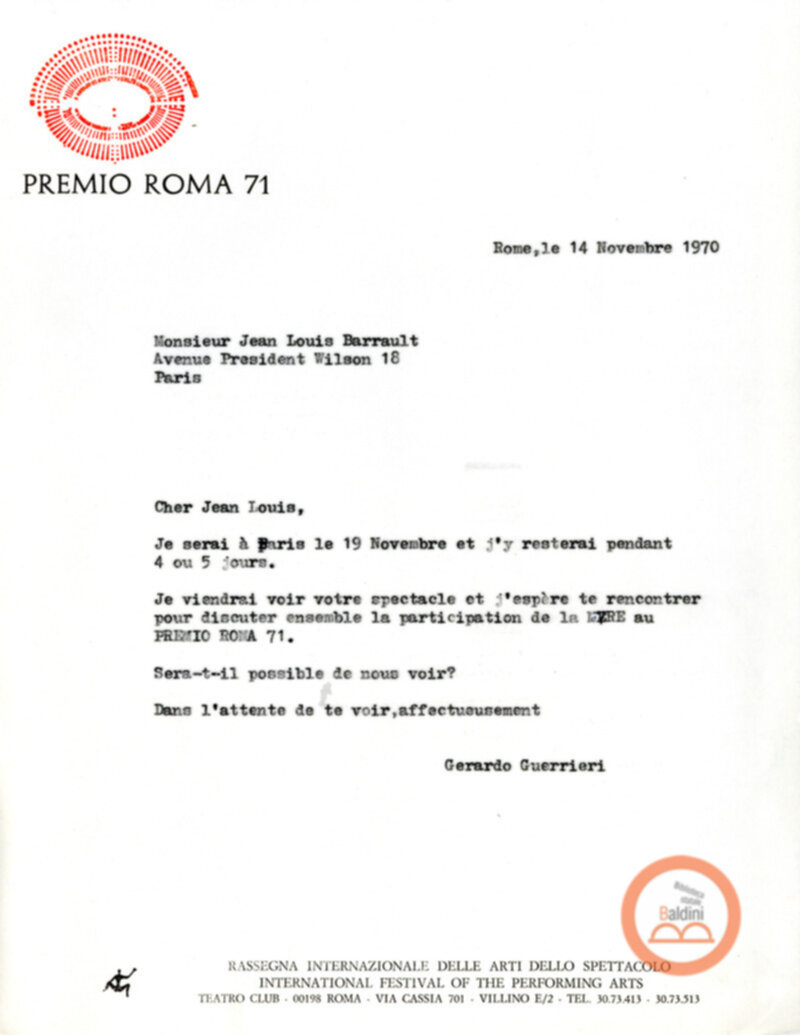 PREMIO ROMA 71
Rome,le 14 Novembre 1970
Monsieur Jean Louis Barrault
Avenue President Wilson 18
Paris
Cher Jean Louis,
Je serai à Paris le 19 Novembre et j'y resterai pendant
4 ou 5 jours.
Je viendrai voir votre spectacle et j'espère te rencontrer
pour discuter ensemble la participation de la au
PREMIO ROMA 71.
Sera-t-il possible de nous voir?
Dans l'attente de te voir,affectueusement
Gerardo Guerrieri
Biblioteca
statale
Baldini
RASSEGNA INTERNAZIONALE DELLE ARTI DELLO SPETTACOLO
INTERNATIONAL FESTIVAL OF THE PERFORMING ARTS
TEATRO CLUB - 00198 ROMA - VIA CASSIA 701 - VILLINO E/2 - TEL. 30.73.413 - 30.73.513